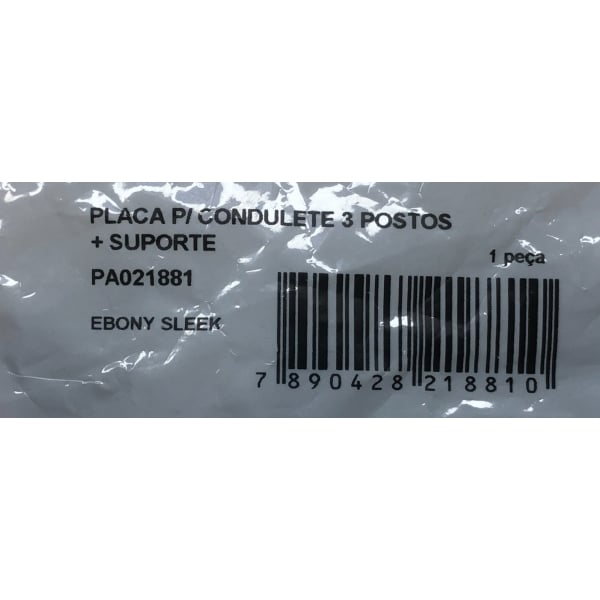 PLACA P/ CONDULETE 3 POSTOS
+ SUPORTE
1 peça
PA021881
EBONY SLEEK
7 890428 218810